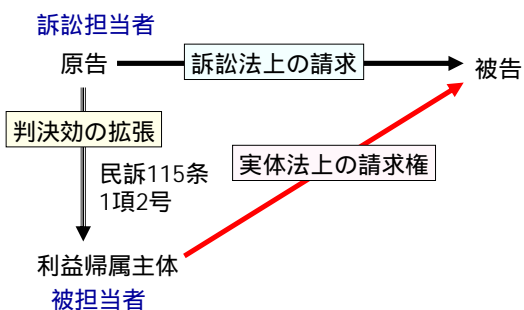 訴訟担当者
原告
訴訟法上の請求
被告
判決効の拡張
実体法上の請求権
民訴115条
1項2号
利益帰属主体
被担当者